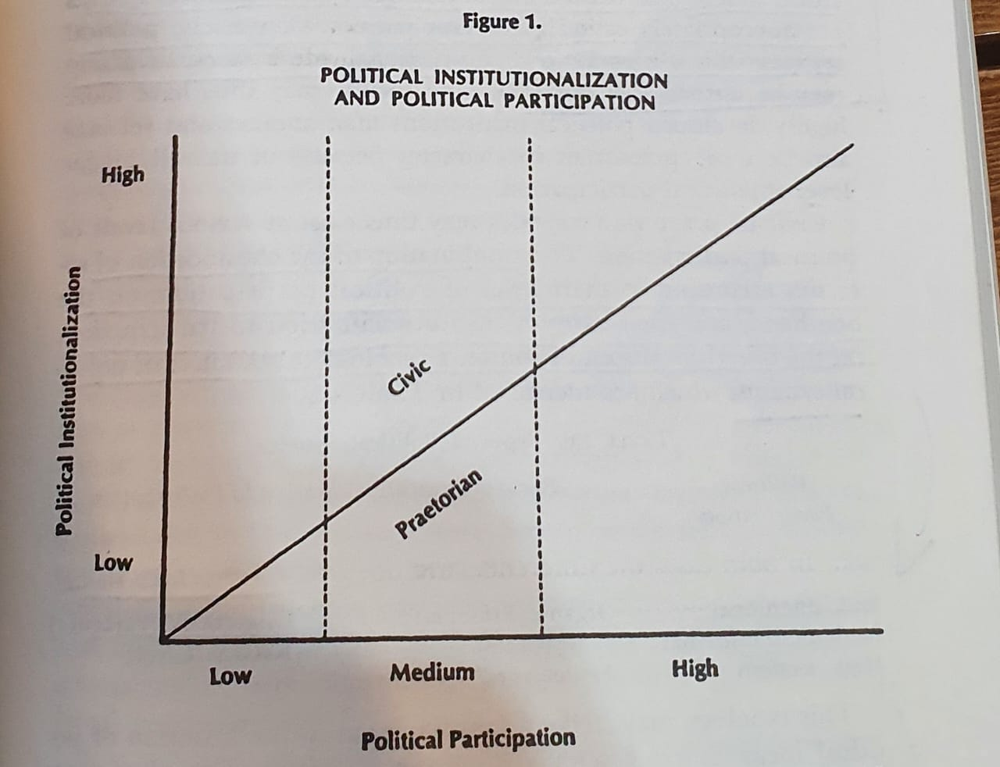 Figure 1.
POLITICAL INSTITUTIONALIZATION
AND POLITICAL PARTICIPATION
High
Political Institutionalization
Low
Civic
Praetorian
Low
Medium
High
Political Participation